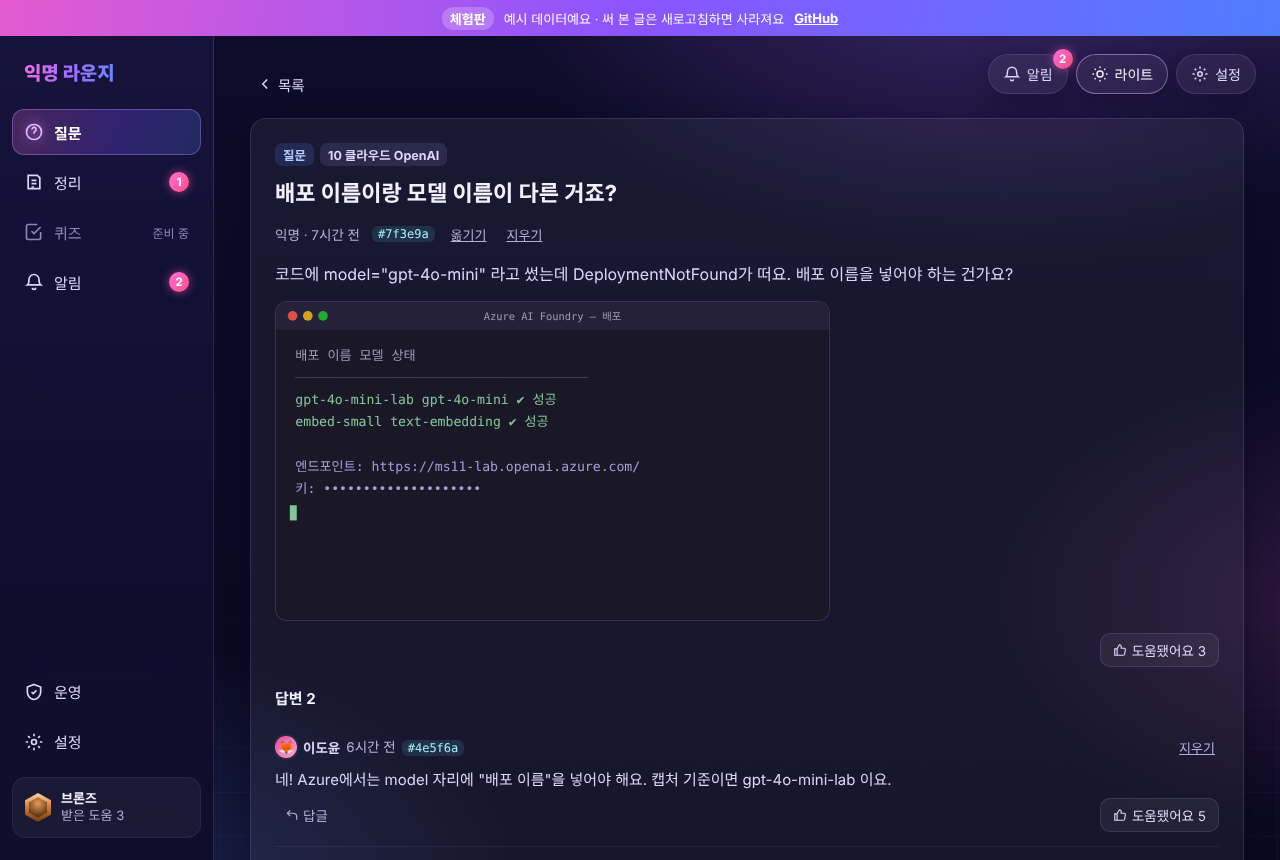 체험판 예시 데이터예요 · 써 본 글은 새로고침하면 사라져요 GitHub
익명 라운지
질문
정리 1
퀴즈 준비 중
알림 2
운영
설정
브론즈
받은 도움 3
목록
알림 2
라이트
설정
질문 10 클라우드 OpenAI
배포 이름이랑 모델 이름이 다른 거죠?
익명 · 7시간 전 #7f3e9a 옮기기 지우기
코드에 model="gpt-4o-mini" 라고 썼는데 DeploymentNotFound가 떠요. 배포 이름을 넣어야 하는 건가요?
Azure AI Foundry — 배포
배포 이름 모델 상태
gpt-4o-mini-lab gpt-4o-mini ✔ 성공
embed-small text-embedding ✔ 성공
엔드포인트: https://ms11-lab.openai.azure.com/
키: ••••••••••••••••••••
도움됐어요 3
답변 2
이도윤 6시간 전 #4e5f6a 지우기
네! Azure에서는 model 자리에 "배포 이름"을 넣어야 해요. 캡처 기준이면 gpt-4o-mini-lab 이요.
답글
도움됐어요 5